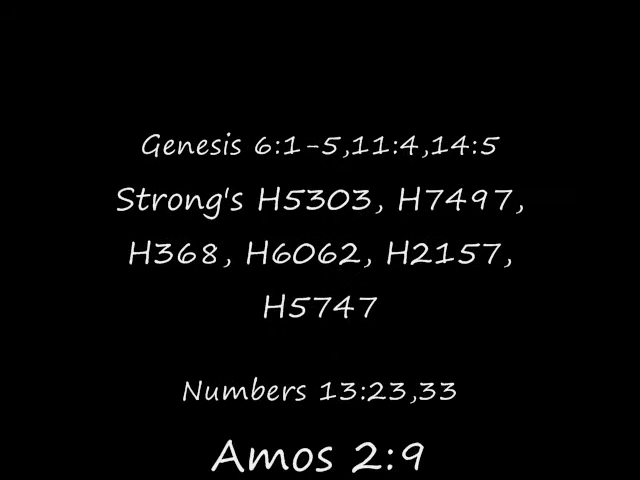 Genesis 6:1-5,11:4,14:5
Strong's H5303, H7497,
H368, H6062, H2157,
H5747
Numbers 13:23,33
Amos 2:9